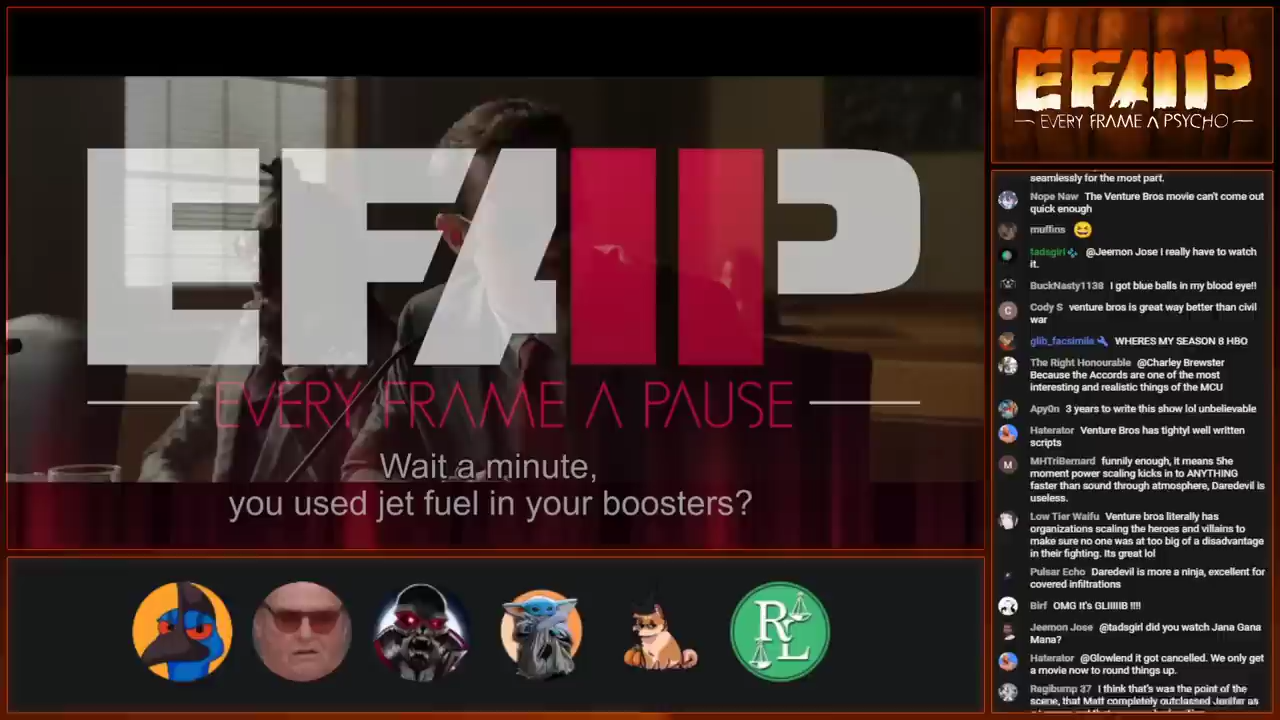 EFAIIP
EVERY FRAME A PAUSE
Wait a minute,
you used jet fuel in your boosters?
RL
EFAIIP
EVERY FRAME A PSYCHO
seamlessly for the most part.
Nope Naw The Venture Bros movie can't come out
quick enough
muffins
tadsgirl @Jeemon Jose I really have to watch
it.
BuckNasty1138 I got blue balls in my blood eye!!
C
Cody S venture bros is great way better than civil
war
glib_facsimile WHERES MY SEASON 8 HBO
The Right Honourable @Charley Brewster
Because the Accords are one of the most
interesting and realistic things of the MCU
Apy0n 3 years to write this show lol unbelievable
Haterator Venture Bros has tightyl well written
scripts
M
MHTriBernard funnily enough, it means 5he
moment power scaling kicks in to ANYTHING
faster than sound through atmosphere, Daredevil is
useless.
Low Tier Waifu Venture bros literally has
organizations scaling the heroes and villains to
make sure no one was at too big of a disadvantage
in their fighting. Its great lol
Pulsar Echo Daredevil is more a ninja, excellent for
covered infiltrations
Birf OMG It's GLIIIIIB !!!!
Jeemon Jose @tadsgirl did you watch Jana Gana
Mana?
Haterator @Glowlend it got cancelled. We only get
a movie now to round things up.
Ragibump 37 I think that's was the point of the
scene, that Matt completely outclassed Jenifer as